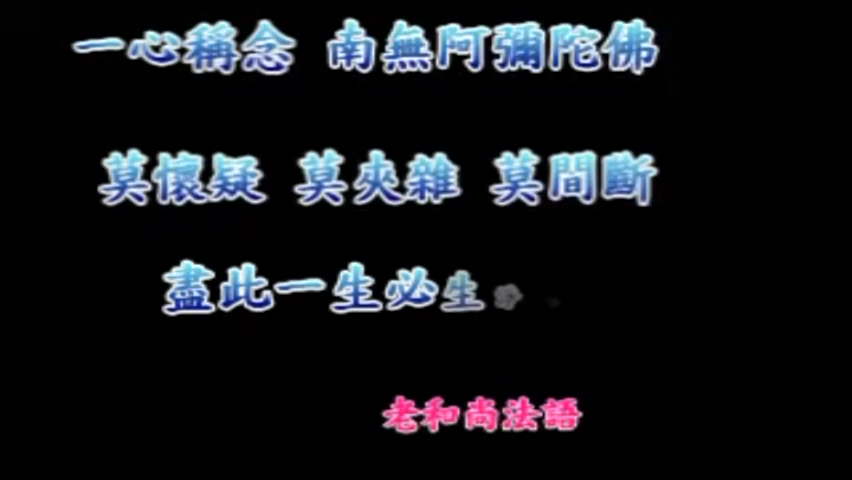 一心稱念 南無阿彌陀佛
莫懷疑 莫夾雜 莫間斷
盡此一生必生
老和尚法語